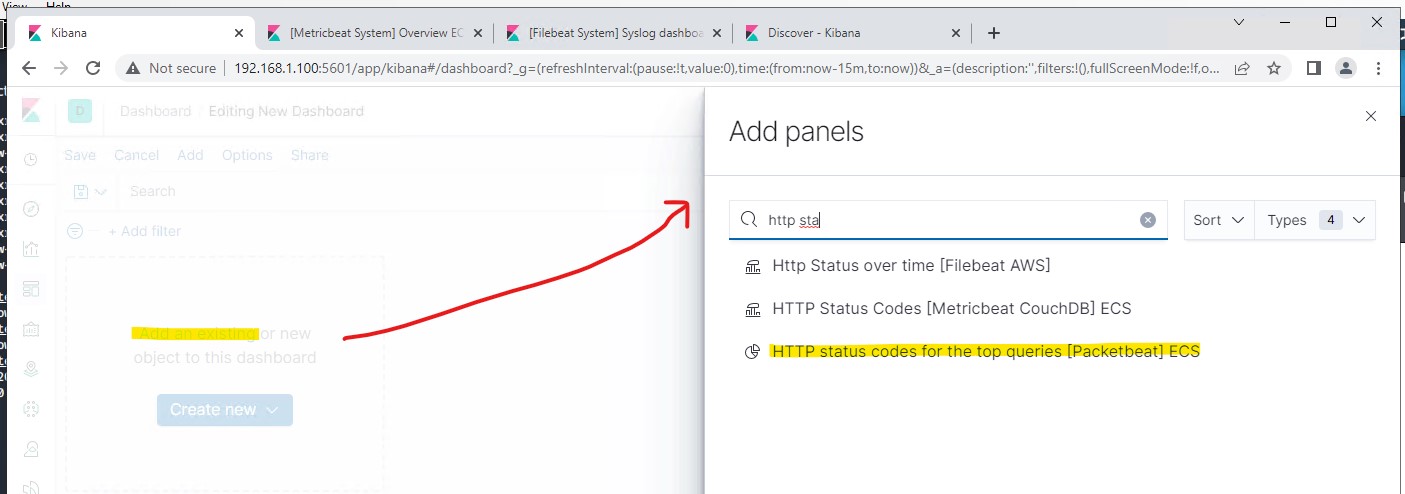 View Help
Kibana
[Metricbeat System] Overview EC
[Filebeat System] Syslog dashboa
Discover - Kibana
Not secure
192.168.1.100:5601/app/kibana#/dashboard?_g=(refreshInterval:(pause:!t,value:0),time:(from:now-15m,to:now))&_a=(description:'',filters:!(),fullScreenMode:!f,o...
D
Dashboard / Editing New Dashboard
Save Cancel Add Options Share
Search
+ Add filter
Add an existing or new
object to this dashboard
Create new
Add panels
http sta
Sort
Types 4
Http Status over time [Filebeat AWS]
HTTP Status Codes [Metricbeat CouchDB] ECS
HTTP status codes for the top queries [Packetbeat] ECS